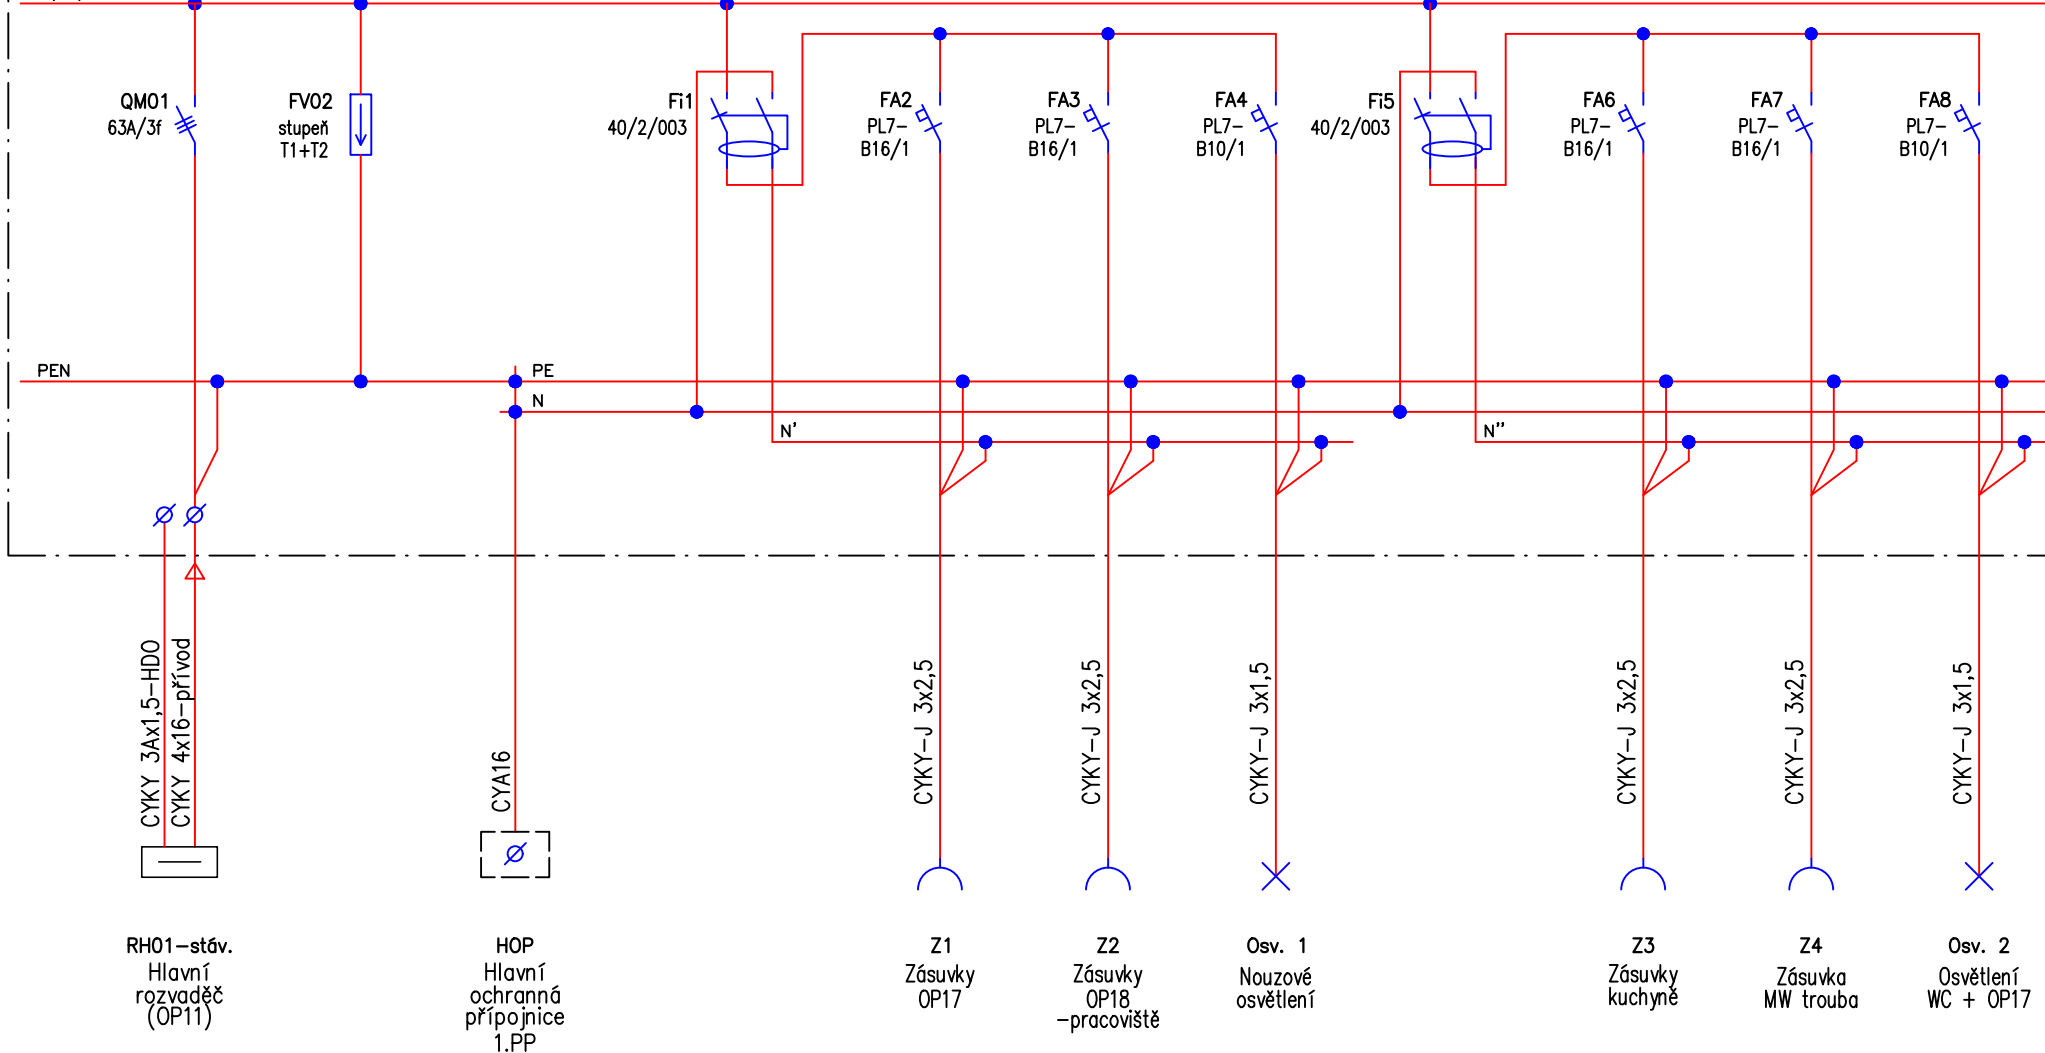 QM01
63A/3f
FV02
stupeň
T1+T2
Fi1
40/2/003
FA2
PL7-
B16/1
FA3
PL7-
B16/1
FA4
PL7-
B10/1
Fi5
40/2/003
FA6
PL7-
B16/1
FA7
PL7-
B16/1
FA8
PL7-
B10/1
PEN
PE
N
N'
N''
CYKY 3Ax1,5-HDO
CYKY 4x16-přívod
CYA16
CYKY-J 3x2,5
CYKY-J 3x2,5
CYKY-J 3x1,5
CYKY-J 3x2,5
CYKY-J 3x2,5
CYKY-J 3x1,5
RH01-stáv.
Hlavní
rozvaděč
(OP11)
HOP
Hlavní
ochranná
přípojnice
1.PP
Z1
Zásuvky
OP17
Z2
Zásuvky
OP18
-pracoviště
Osv. 1
Nouzové
osvětlení
Z3
Zásuvky
kuchyně
Z4
Zásuvka
MW trouba
Osv. 2
Osvětlení
WC + OP17